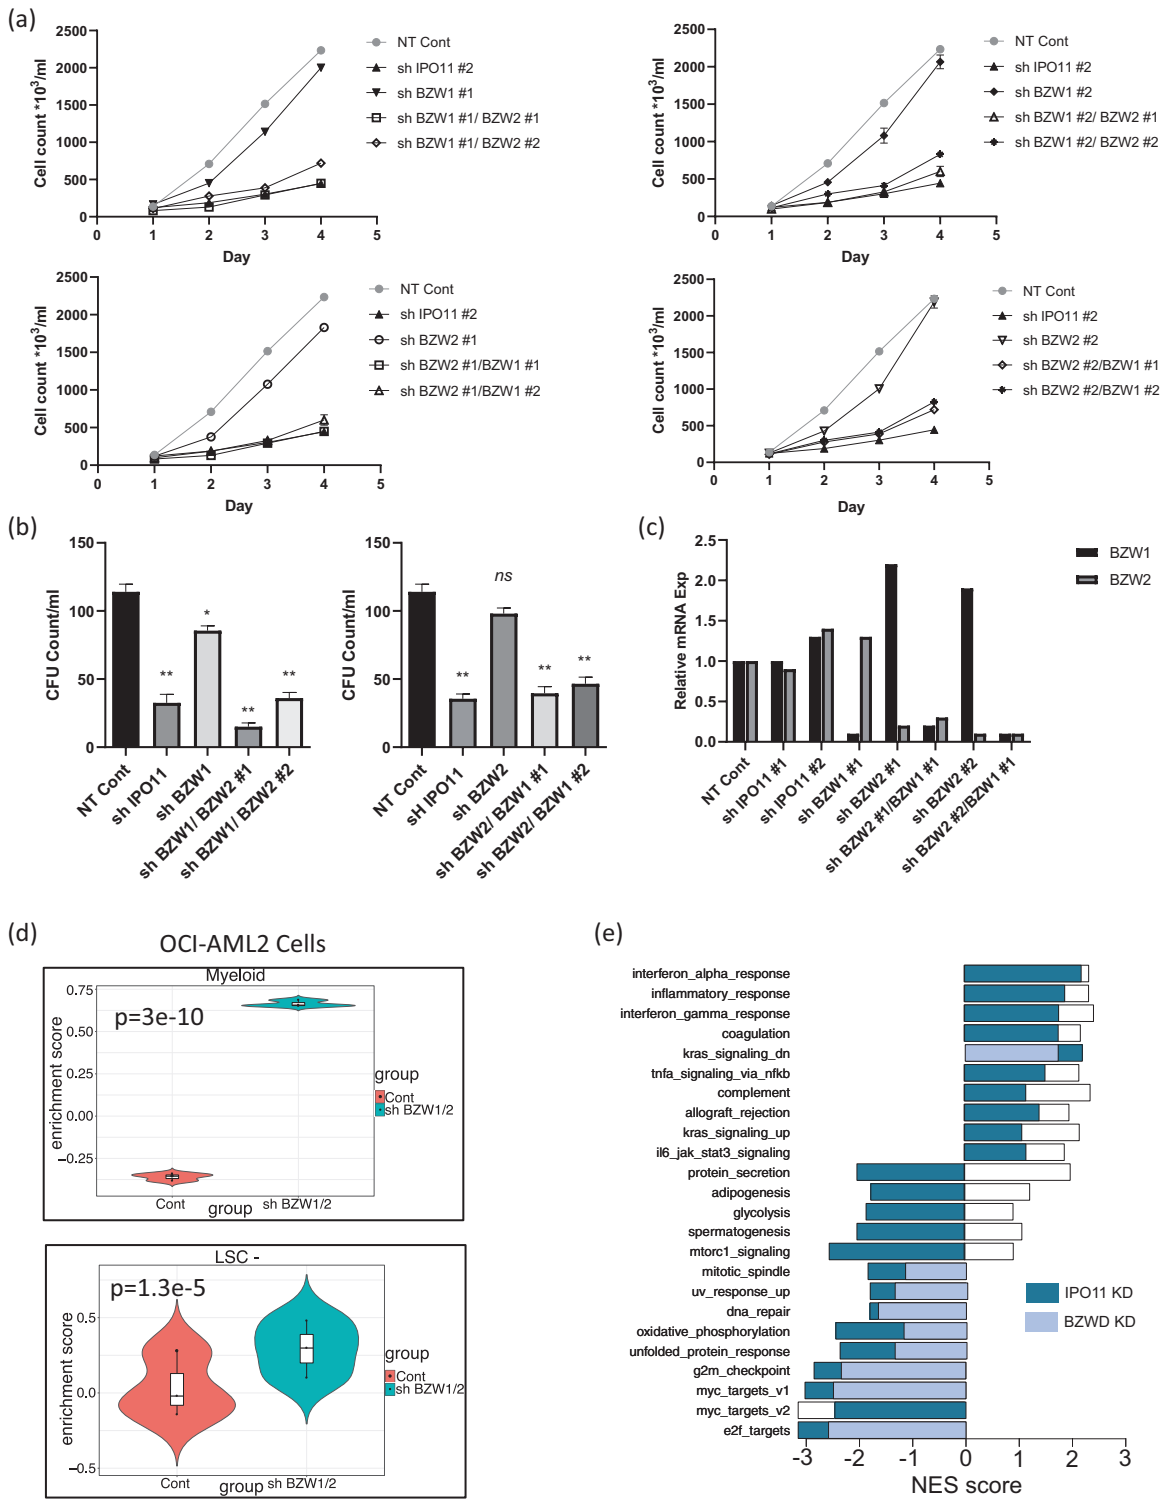 (a)
2500
2000
1500
1000
500
0
0
1
2
3
4
5
Cell count *10³/ml
Day
NT Cont
sh IPO11 #2
sh BZW1 #1
sh BZW1 #1/ BZW2 #1
sh BZW1 #1/ BZW2 #2
2500
2000
1500
1000
500
0
0
1
2
3
4
5
Cell count *10³/ml
Day
NT Cont
sh IPO11 #2
sh BZW1 #2
sh BZW1 #2/ BZW2 #1
sh BZW1 #2/ BZW2 #2
2500
2000
1500
1000
500
0
0
1
2
3
4
5
Cell count *10³/ml
Day
NT Cont
sh IPO11 #2
sh BZW2 #1
sh BZW2 #1/BZW1 #1
sh BZW2 #1/BZW1 #2
2500
2000
1500
1000
500
0
0
1
2
3
4
5
Cell count *10³/ml
Day
NT Cont
sh IPO11 #2
sh BZW2 #2
sh BZW2 #2/BZW1 #1
sh BZW2 #2/BZW1 #2
(b)
150
100
50
0
CFU Count/ml
**
*
**
**
NT Cont
sh IPO11
sh BZW1
sh BZW1/ BZW2 #1
sh BZW1/ BZW2 #2
150
100
50
0
CFU Count/ml
**
ns
**
**
NT Cont
sH IPO11
sh BZW2
sh BZW2/ BZW1 #1
sh BZW2/ BZW1 #2
(c)
2.5
2.0
1.5
1.0
0.5
0.0
Relative mRNA Exp
BZW1
BZW2
NT Cont
sh IPO11 #1
sh IPO11 #2
sh BZW1 #1
sh BZW2 #1
sh BZW2 #1/BZW1 #1
sh BZW2 #2
sh BZW2 #2/BZW1 #1
(d)
OCI-AML2 Cells
Myeloid
p=3e-10
0.75
0.50
0.25
0.00
−0.25
enrichment score
Cont
sh BZW1/2
group
group
Cont
sh BZW1/2
LSC -
p=1.3e-5
0.5
0.0
−0.5
enrichment score
Cont
sh BZW1/2
group
group
Cont
sh BZW1/2
(e)
interferon_alpha_response
inflammatory_response
interferon_gamma_response
coagulation
kras_signaling_dn
tnfa_signaling_via_nfkb
complement
allograft_rejection
kras_signaling_up
il6_jak_stat3_signaling
protein_secretion
adipogenesis
glycolysis
spermatogenesis
mtorc1_signaling
mitotic_spindle
uv_response_up
dna_repair
oxidative_phosphorylation
unfolded_protein_response
g2m_checkpoint
myc_targets_v1
myc_targets_v2
e2f_targets
IPO11 KD
BZWD KD
-3
-2
-1
0
1
2
3
NES score